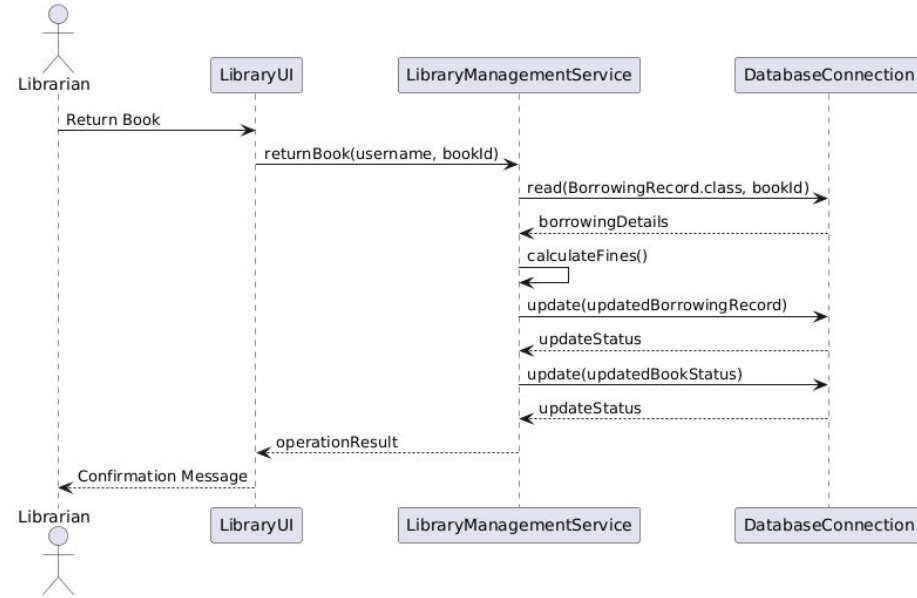 Librarian
LibraryUI
LibraryManagementService
DatabaseConnection
Return Book
returnBook(username, bookId)
read(BorrowingRecord.class, bookId)
borrowingDetails
calculateFines()
update(updatedBorrowingRecord)
updateStatus
update(updatedBookStatus)
updateStatus
operationResult
Confirmation Message
Librarian
LibraryUI
LibraryManagementService
DatabaseConnection